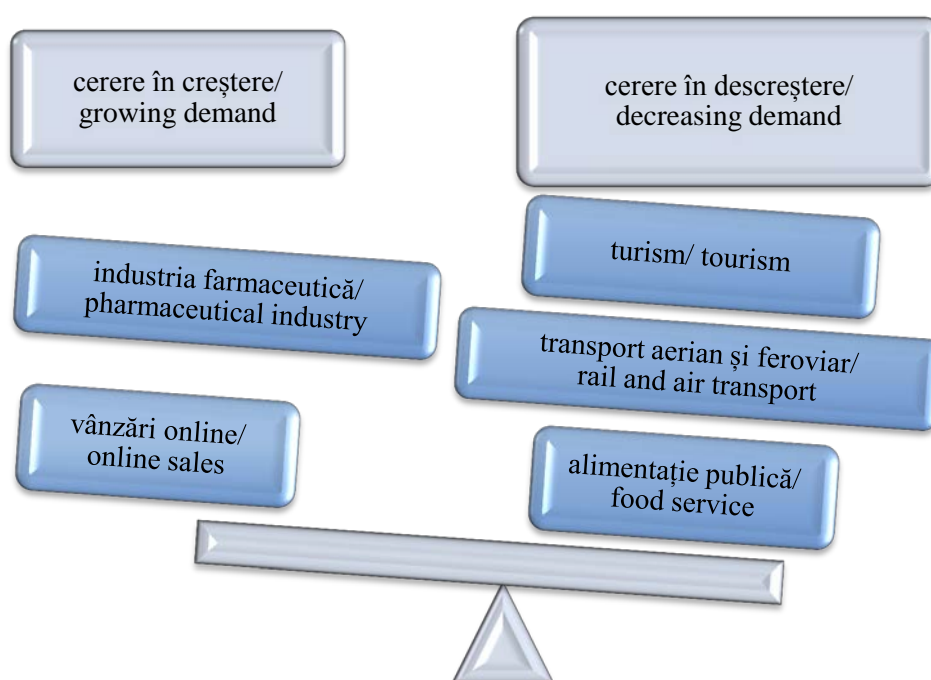 cerere în creștere/
growing demand
cerere în descreștere/
decreasing demand
industria farmaceutică/
pharmaceutical industry
vânzări online/
online sales
turism/ tourism
transport aerian și feroviar/
rail and air transport
alimentație publică/
food service